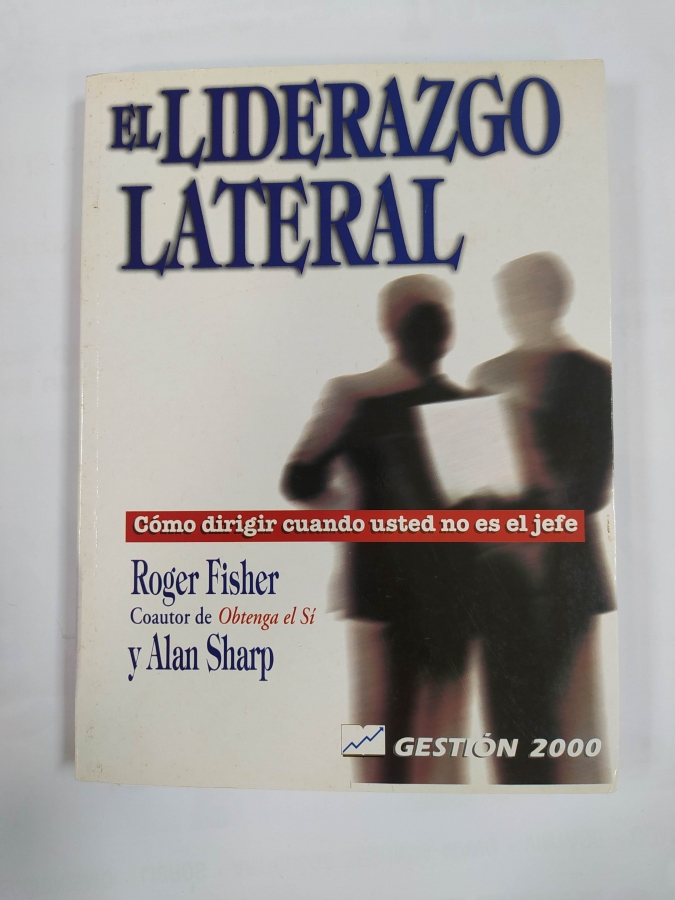 EL LIDERAZGO
LATERAL
Cómo dirigir cuando usted no es el jefe
Roger Fisher
Coautor de Obtenga el Sí
y Alan Sharp
GESTIÓN 2000